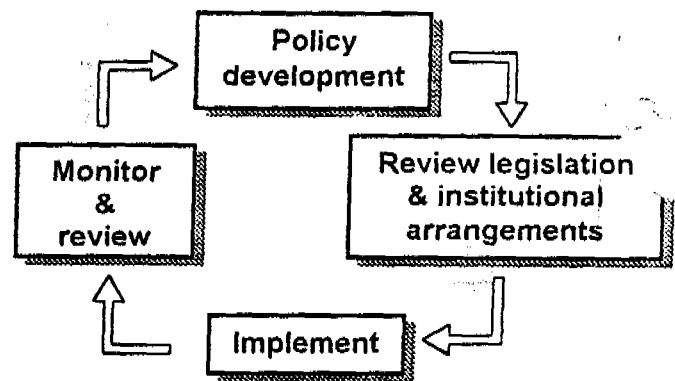 Policy
development
Review legislation
& institutional
arrangements
Implement
Monitor
&
review